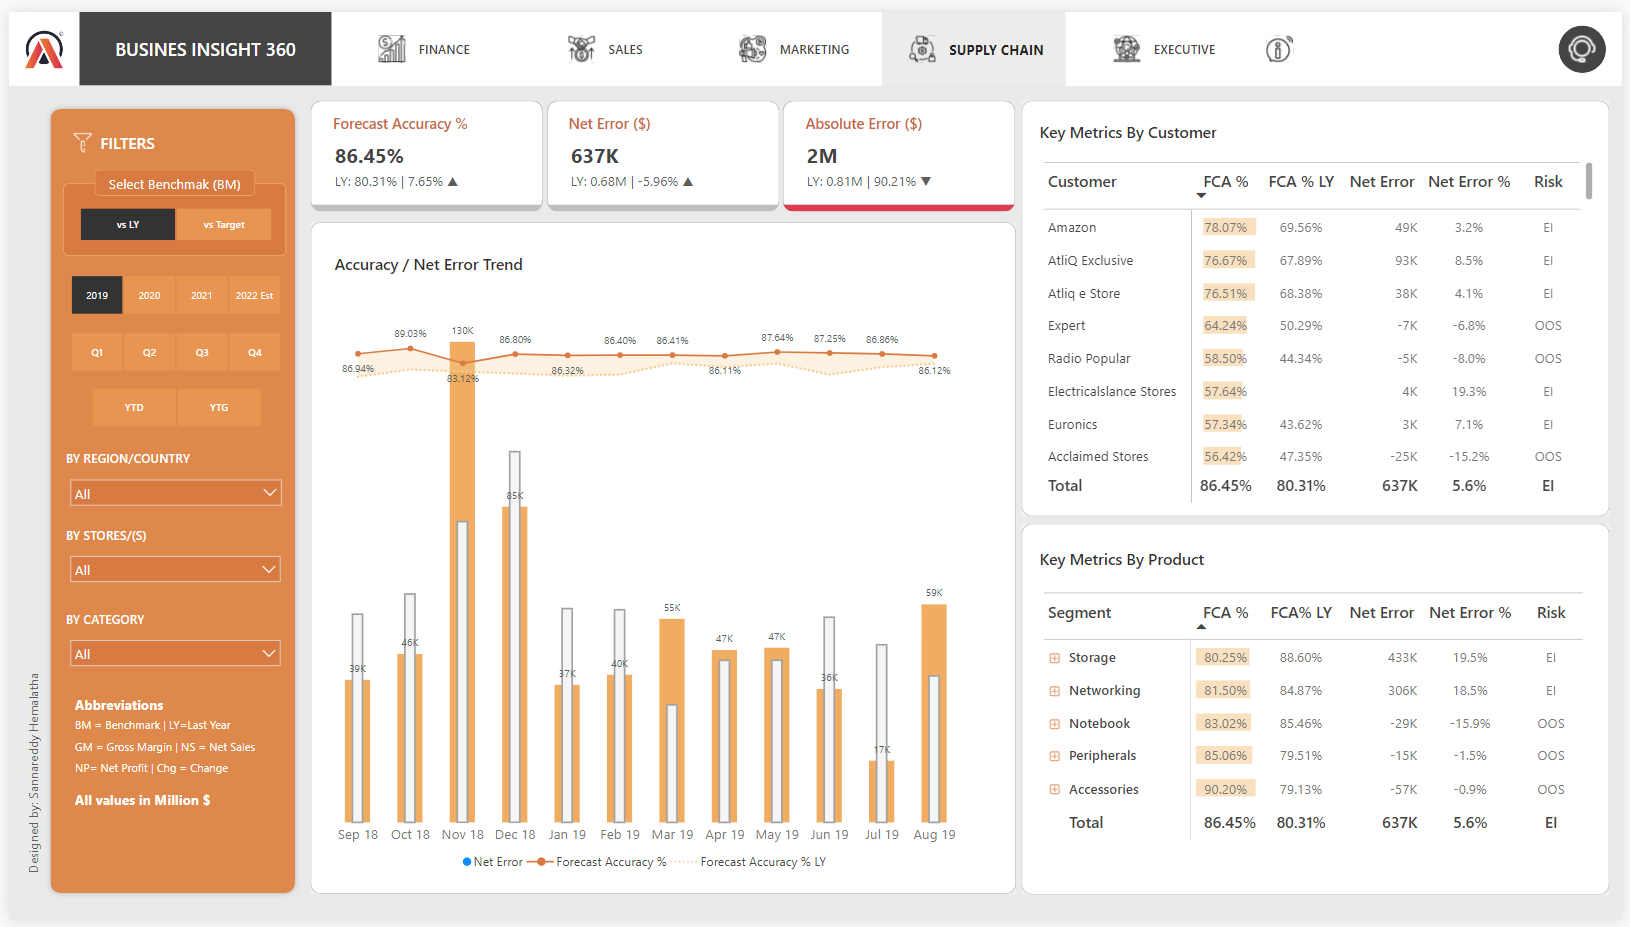 BUSINES INSIGHT 360
FINANCE
SALES
MARKETING
SUPPLY CHAIN
EXECUTIVE
FILTERS
Select Benchmak (BM)
vs LY
vs Target
2019
2020
2021
2022 Est
Q1
Q2
Q3
Q4
YTD
YTG
BY REGION/COUNTRY
All
BY STORES/(S)
All
BY CATEGORY
All
Abbreviations
BM = Benchmark | LY=Last Year
GM = Gross Margin | NS = Net Sales
NP= Net Profit | Chg = Change
All values in Million $
Designed by: Sannareddy Hemalatha
Forecast Accuracy %
86.45%
LY: 80.31% | 7.65% ▲
Net Error ($)
637K
LY: 0.68M | -5.96% ▲
Absolute Error ($)
2M
LY: 0.81M | 90.21% ▼
Accuracy / Net Error Trend
86.94%
89.03%
83.12%
86.80%
86.32%
86.40%
86.41%
86.11%
87.64%
87.25%
86.86%
86.12%
39K
46K
130K
85K
37K
40K
55K
47K
47K
36K
17K
59K
Sep 18 Oct 18 Nov 18 Dec 18 Jan 19 Feb 19 Mar 19 Apr 19 May 19 Jun 19 Jul 19 Aug 19
Net Error Forecast Accuracy % Forecast Accuracy % LY
Key Metrics By Customer
Customer FCA % FCA % LY Net Error Net Error % Risk
Amazon 78.07% 69.56% 49K 3.2% EI
AtliQ Exclusive 76.67% 67.89% 93K 8.5% EI
Atliq e Store 76.51% 68.38% 38K 4.1% EI
Expert 64.24% 50.29% -7K -6.8% OOS
Radio Popular 58.50% 44.34% -5K -8.0% OOS
Electricalslance Stores 57.64% 4K 19.3% EI
Euronics 57.34% 43.62% 3K 7.1% EI
Acclaimed Stores 56.42% 47.35% -25K -15.2% OOS
Total 86.45% 80.31% 637K 5.6% EI
Key Metrics By Product
Segment FCA % FCA% LY Net Error Net Error % Risk
Storage 80.25% 88.60% 433K 19.5% EI
Networking 81.50% 84.87% 306K 18.5% EI
Notebook 83.02% 85.46% -29K -15.9% OOS
Peripherals 85.06% 79.51% -15K -1.5% OOS
Accessories 90.20% 79.13% -57K -0.9% OOS
Total 86.45% 80.31% 637K 5.6% EI